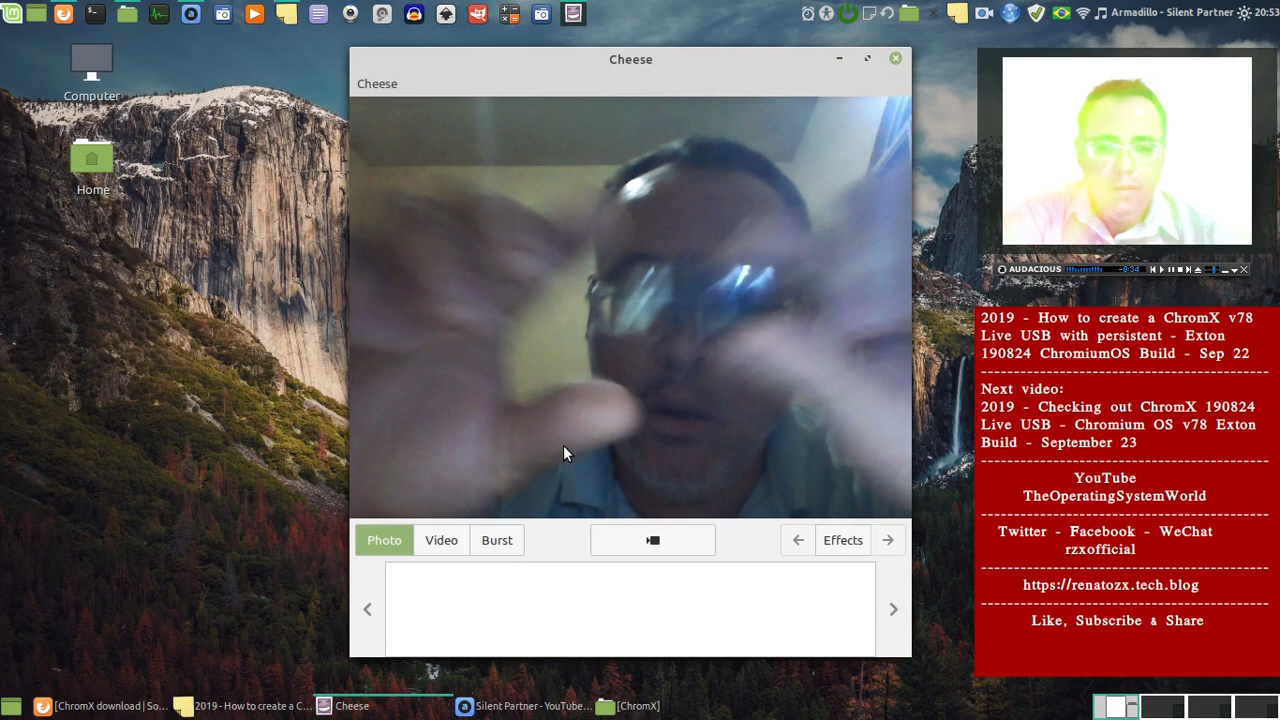 Armadillo - Silent Partner
20:53
Computer
Home
Cheese
Cheese
Photo
Video
Burst
Effects
AUDACIOUS
-8:34
2019 - How to create a ChromX v78
Live USB with persistent - Exton
190824 ChromiumOS Build - Sep 22
Next video:
2019 - Checking out ChromX 190824
Live USB - Chromium OS v78 Exton
Build - September 23
YouTube
TheOperatingSystemWorld
Twitter - Facebook - WeChat
rzxofficial
https://renatozx.tech.blog
Like, Subscribe & Share
[ChromX download | So...
2019 - How to create a C...
Cheese
Silent Partner - YouTube...
[ChromX]